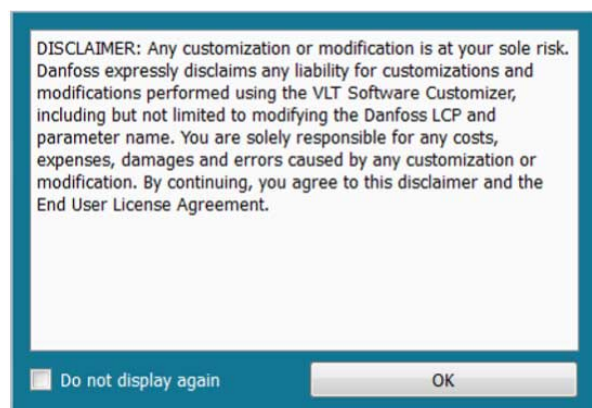 DISCLAIMER: Any customization or modification is at your sole risk.
Danfoss expressly disclaims any liability for customizations and
modifications performed using the VLT Software Customizer,
including but not limited to modifying the Danfoss LCP and
parameter name. You are solely responsible for any costs,
expenses, damages and errors caused by any customization or
modification. By continuing, you agree to this disclaimer and the
End User License Agreement.
Do not display again
OK